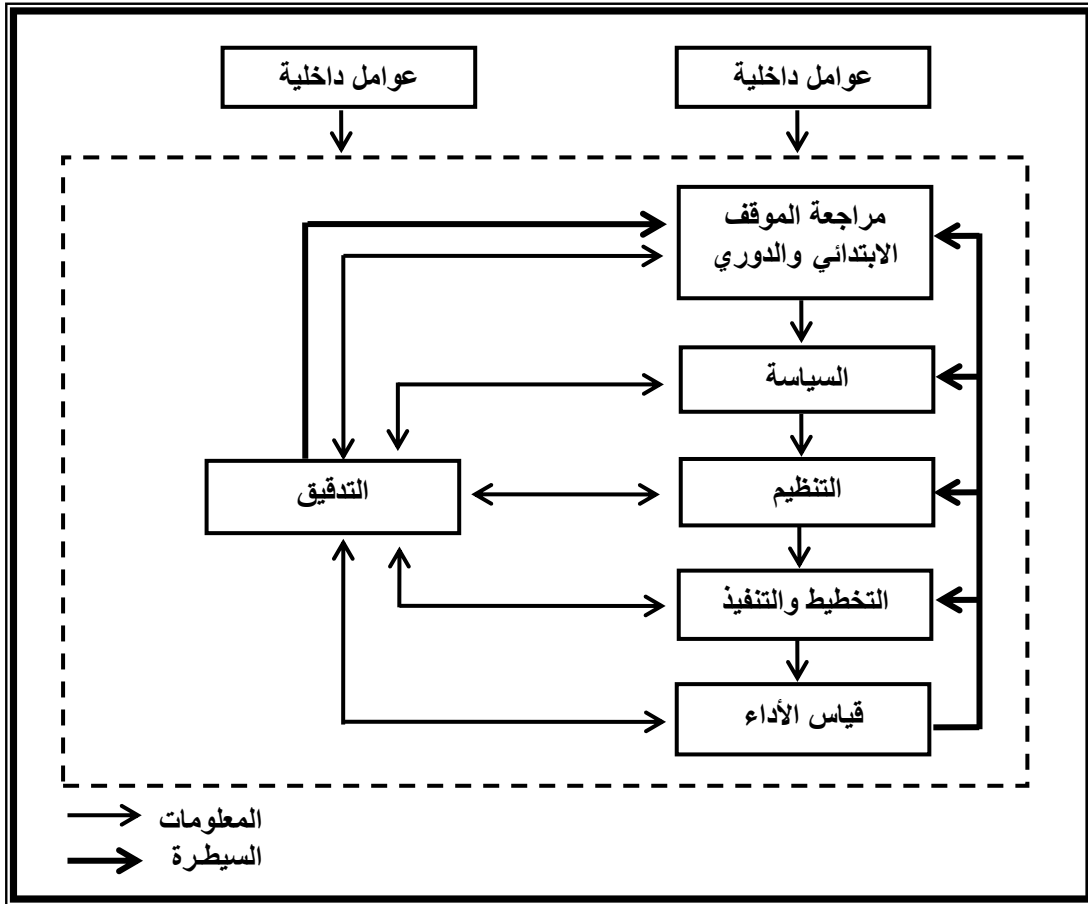 عوامل داخلية
عوامل داخلية
مراجعة الموقف
الابتدائي والدوري
السياسة
التنظيم
التدقيق
التخطيط والتنفيذ
قياس الأداء
المعلومات
السيطرة